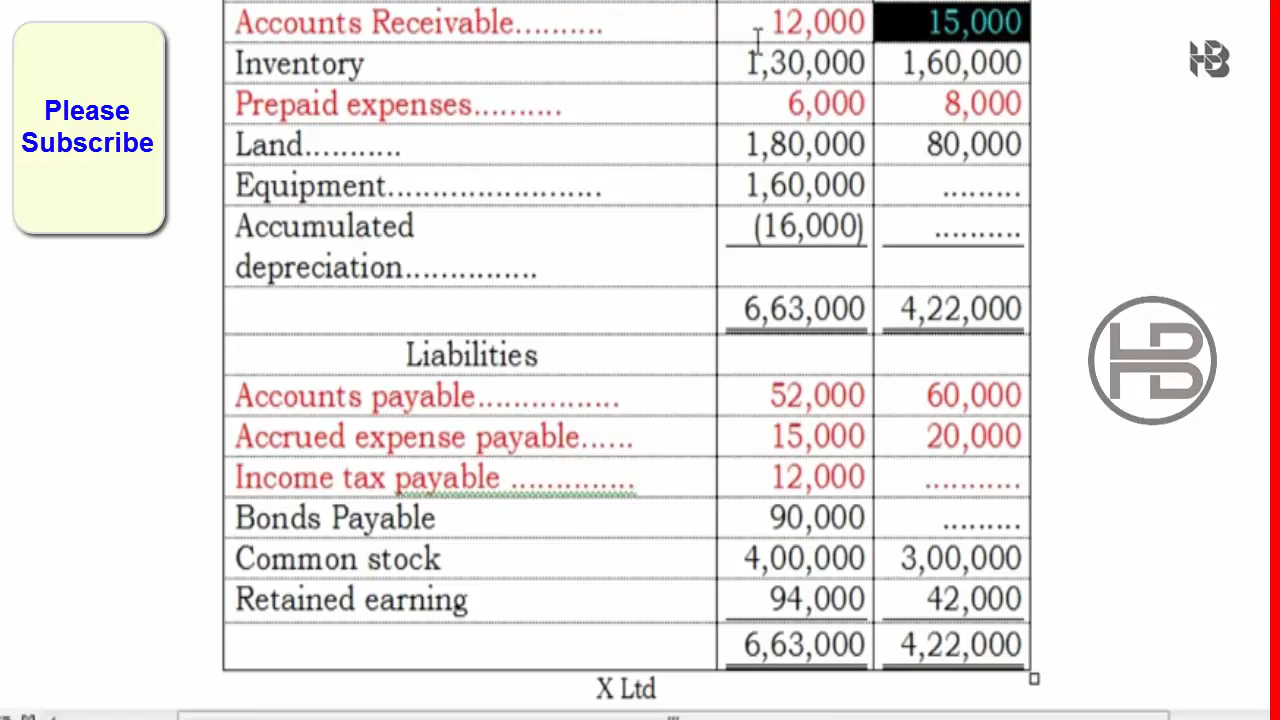 Accounts Receivable.......... 12,000 15,000
Please
Subscribe
Inventory 1,30,000 1,60,000
HB
Prepaid expenses.......... 6,000 8,000
Land........... 1,80,000 80,000
Equipment........................ 1,60,000 .........
Accumulated (16,000) ..........
depreciation...............
6,63,000 4,22,000
Liabilities
HB
Accounts payable................ 52,000 60,000
Accrued expense payable...... 15,000 20,000
Income tax payable .............. 12,000 ...........
Bonds Payable 90,000 .........
Common stock 4,00,000 3,00,000
Retained earning 94,000 42,000
6,63,000 4,22,000
X Ltd